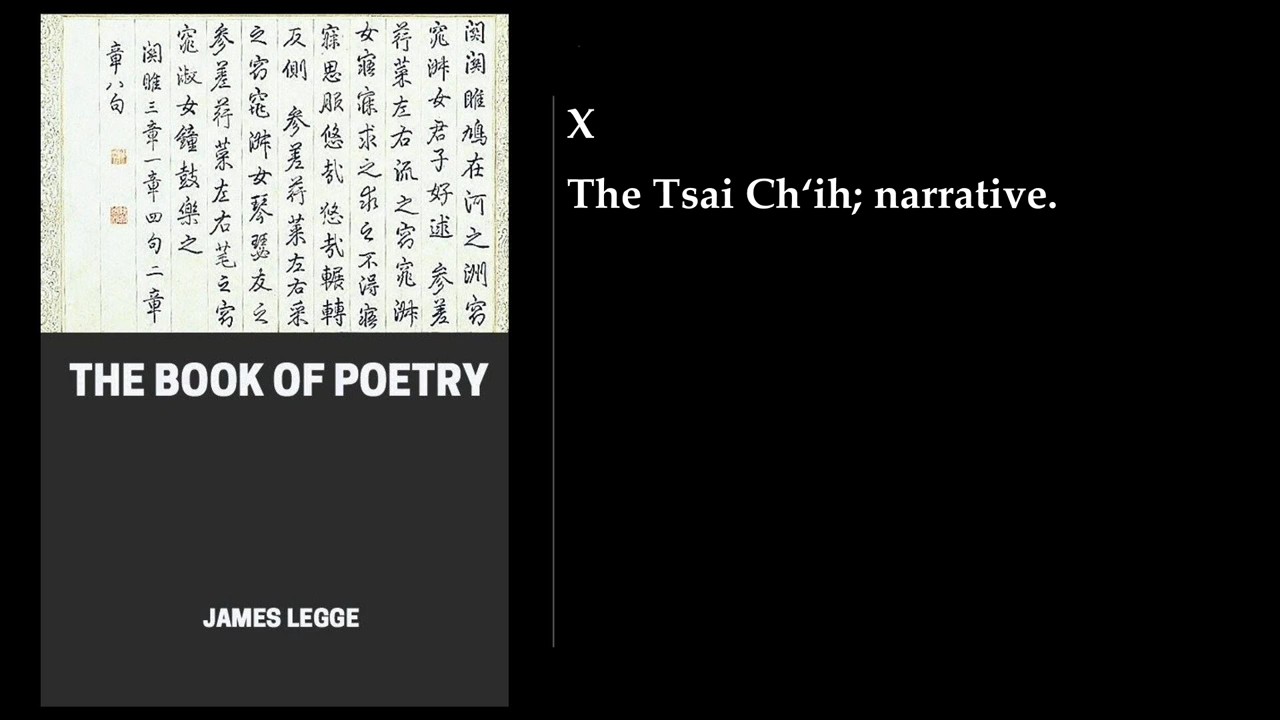 關關雎鳩在河之洲窈
窕淑女君子好逑 參差
荇菜左右流之窈窕淑
女寤寐求之求之不得寤
寐思服悠哉悠哉輾轉
反側 參差荇菜左右采
之窈窕淑女琴瑟友之
參差荇菜左右芼之窈
窕淑女鐘鼓樂之
關雎三章一章四句二章
章八句
THE BOOK OF POETRY
JAMES LEGGE
X
The Tsai Ch‘ih; narrative.